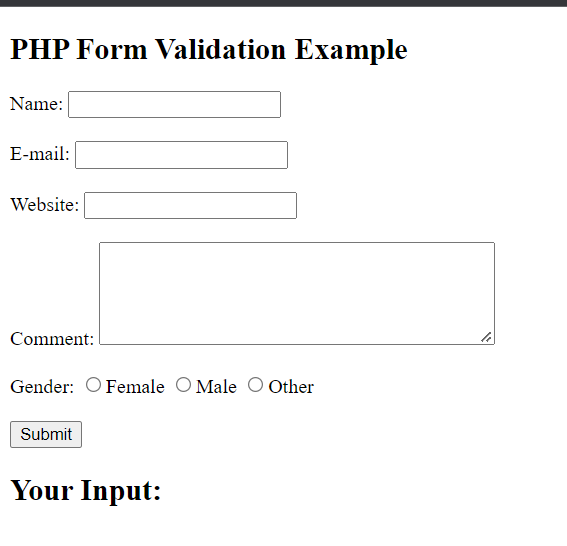 PHP Form Validation Example
Name:
E-mail:
Website:
Comment:
Gender: Female Male Other
Submit
Your Input: